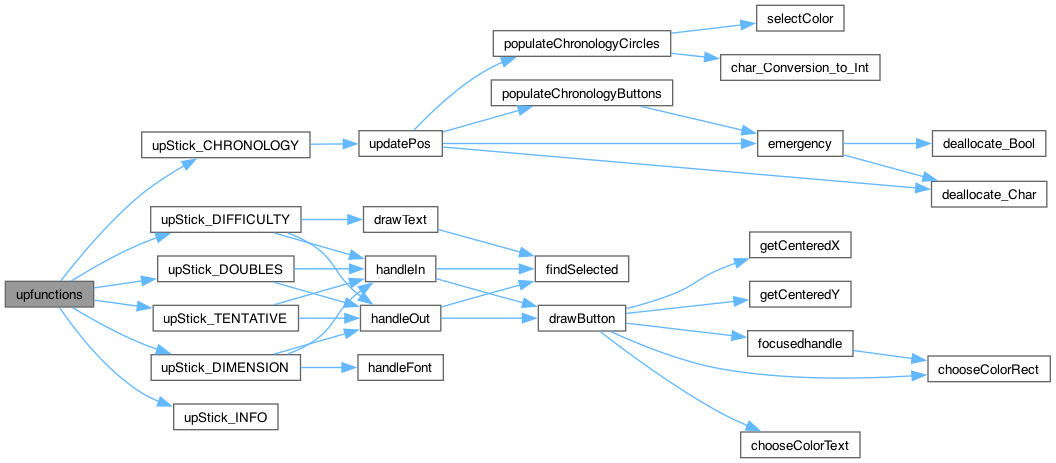 selectColor
populateChronologyCircles
char_Conversion_to_Int
populateChronologyButtons
upStick_CHRONOLOGY
updatePos
emergency
deallocate_Bool
deallocate_Char
upStick_DIFFICULTY
drawText
getCenteredX
upStick_DOUBLES
handleIn
findSelected
upfunctions
getCenteredY
upStick_TENTATIVE
handleOut
drawButton
focusedhandle
upStick_DIMENSION
handleFont
chooseColorRect
upStick_INFO
chooseColorText